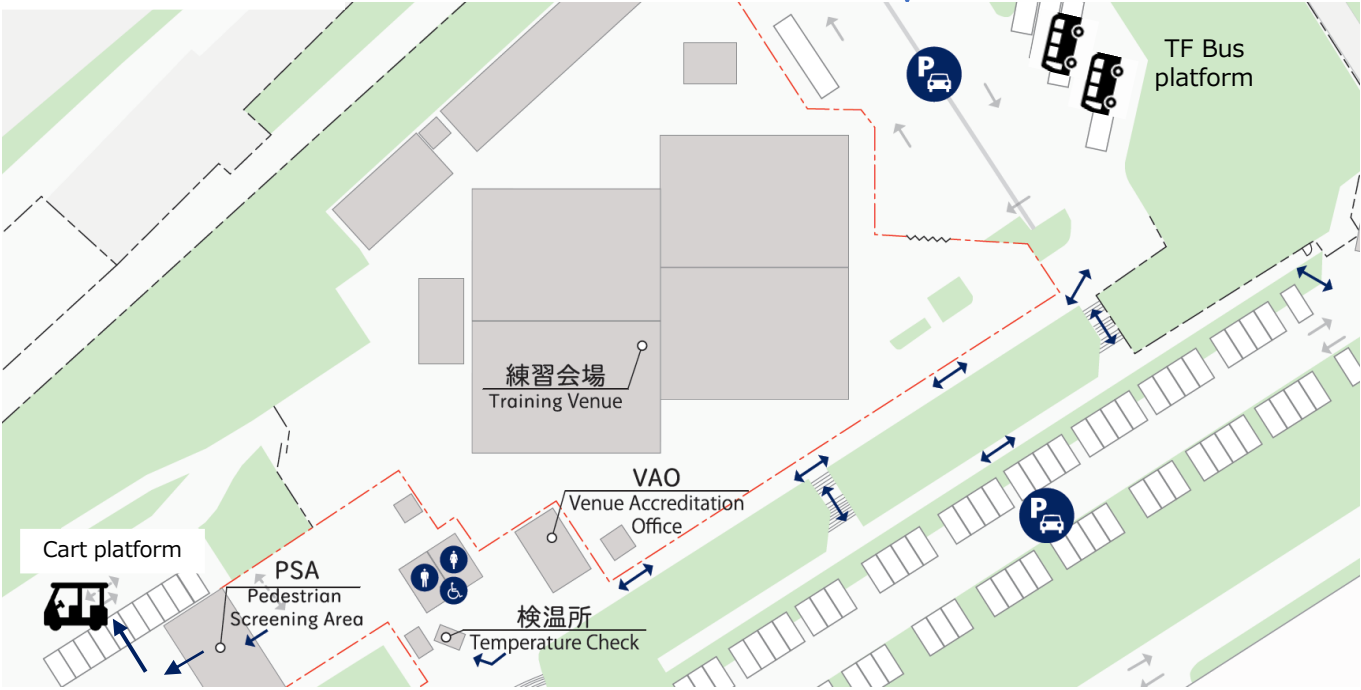 TF Bus
platform
P
練習会場
Training Venue
VAO
Venue Accreditation
Office
P
Cart platform
PSA
Pedestrian
Screening Area
検温所
Temperature Check